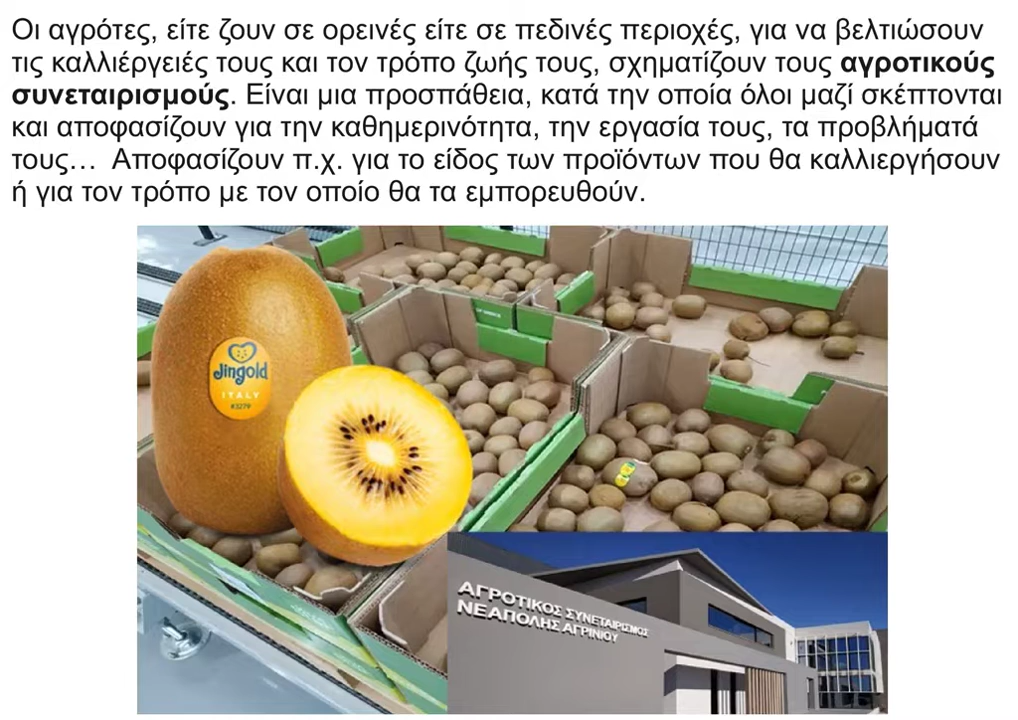 Οι αγρότες, είτε ζουν σε ορεινές είτε σε πεδινές περιοχές, για να βελτιώσουν
τις καλλιέργειές τους και τον τρόπο ζωής τους, σχηματίζουν τους αγροτικούς
συνεταιρισμούς. Είναι μια προσπάθεια, κατά την οποία όλοι μαζί σκέπτονται
και αποφασίζουν για την καθημερινότητα, την εργασία τους, τα προβλήματά
τους… Αποφασίζουν π.χ. για το είδος των προϊόντων που θα καλλιεργήσουν
ή για τον τρόπο με τον οποίο θα τα εμπορευθούν.
Jingold
ITALY
ΑΓΡΟΤΙΚΟΣ ΣΥΝΕΤΑΙΡΙΣΜΟΣ
ΝΕΑΠΟΛΗΣ ΑΓΡΙΝΙΟΥ